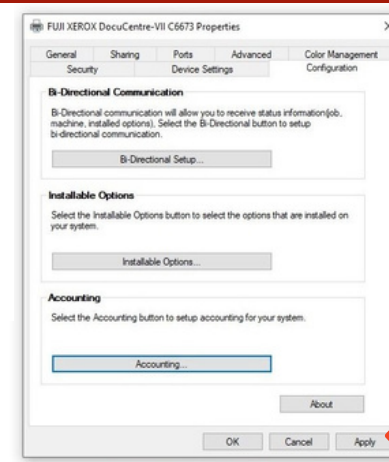 FUJI XEROX DocuCentre-VII C6673 Properties
General Sharing Ports Advanced Color Management
Security Device Settings Configuration
Bi-Directional Communication
Bi-Directional communication will allow you to receive status information(job,
machine, installed options), Select the Bi-Directional button to setup
bi-directional communication.
Bi-Directional Setup...
Installable Options
Select the Installable Options button to select the options that are installed on
your system.
Installable Options...
Accounting
Select the Accounting button to setup accounting for your system.
Accounting...
About
OK Cancel Apply